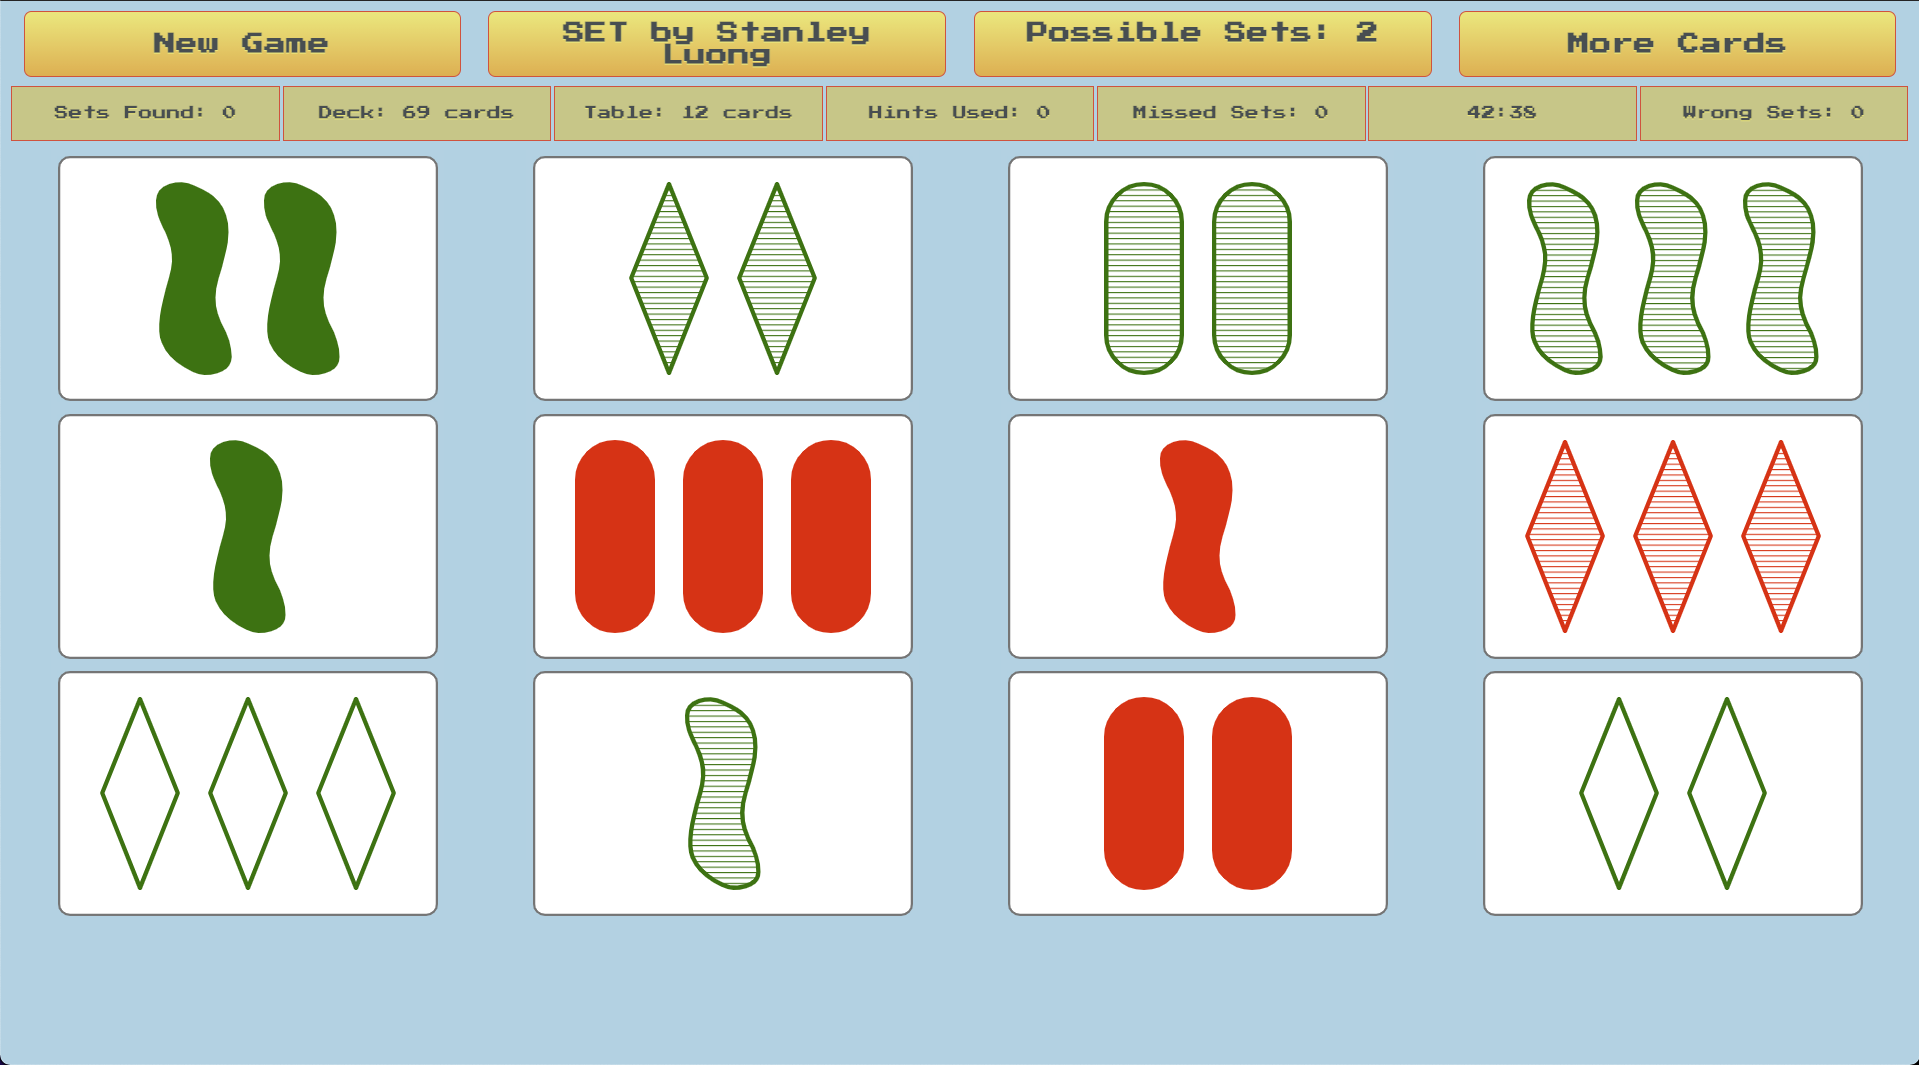 New Game
SET by Stanley
Luong
Possible Sets: 2
More Cards
Sets Found: 0
Deck: 69 cards
Table: 12 cards
Hints Used: 0
Missed Sets: 0
42:38
Wrong Sets: 0